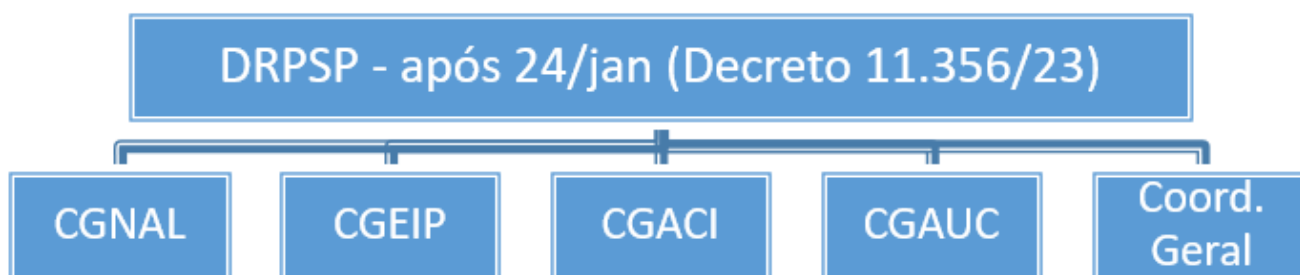 DRPSP - após 24/jan (Decreto 11.356/23)
CGNAL
CGEIP
CGACI
CGAUC
Coord.
Geral